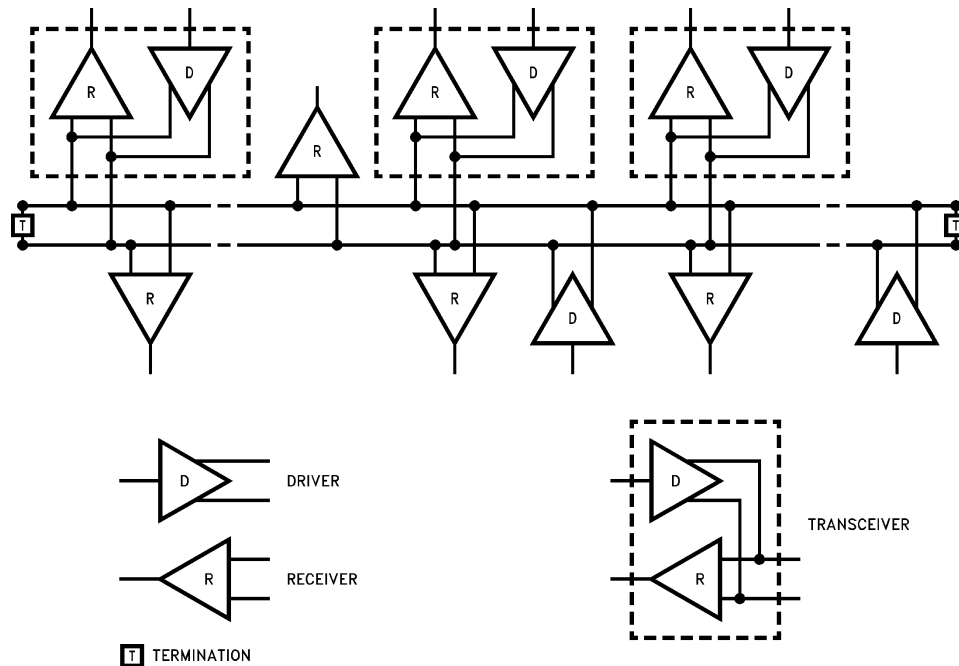 R D R D R D
R
T T
R R R
D D
D DRIVER
R RECEIVER
T TERMINATION
D
R
TRANSCEIVER